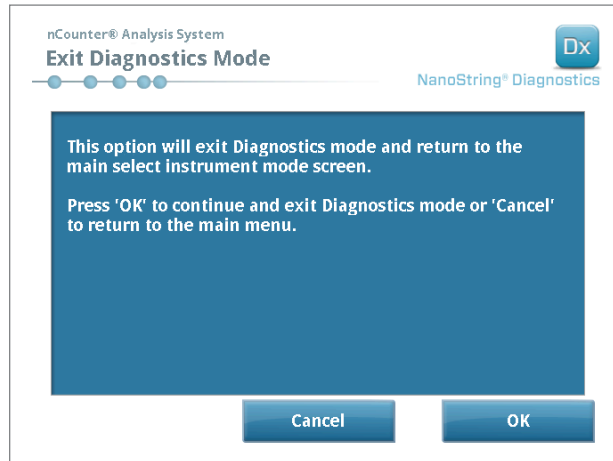 nCounter® Analysis System
Exit Diagnostics Mode
Dx
NanoString® Diagnostics
This option will exit Diagnostics mode and return to the
main select instrument mode screen.
Press 'OK' to continue and exit Diagnostics mode or 'Cancel'
to return to the main menu.
Cancel
OK